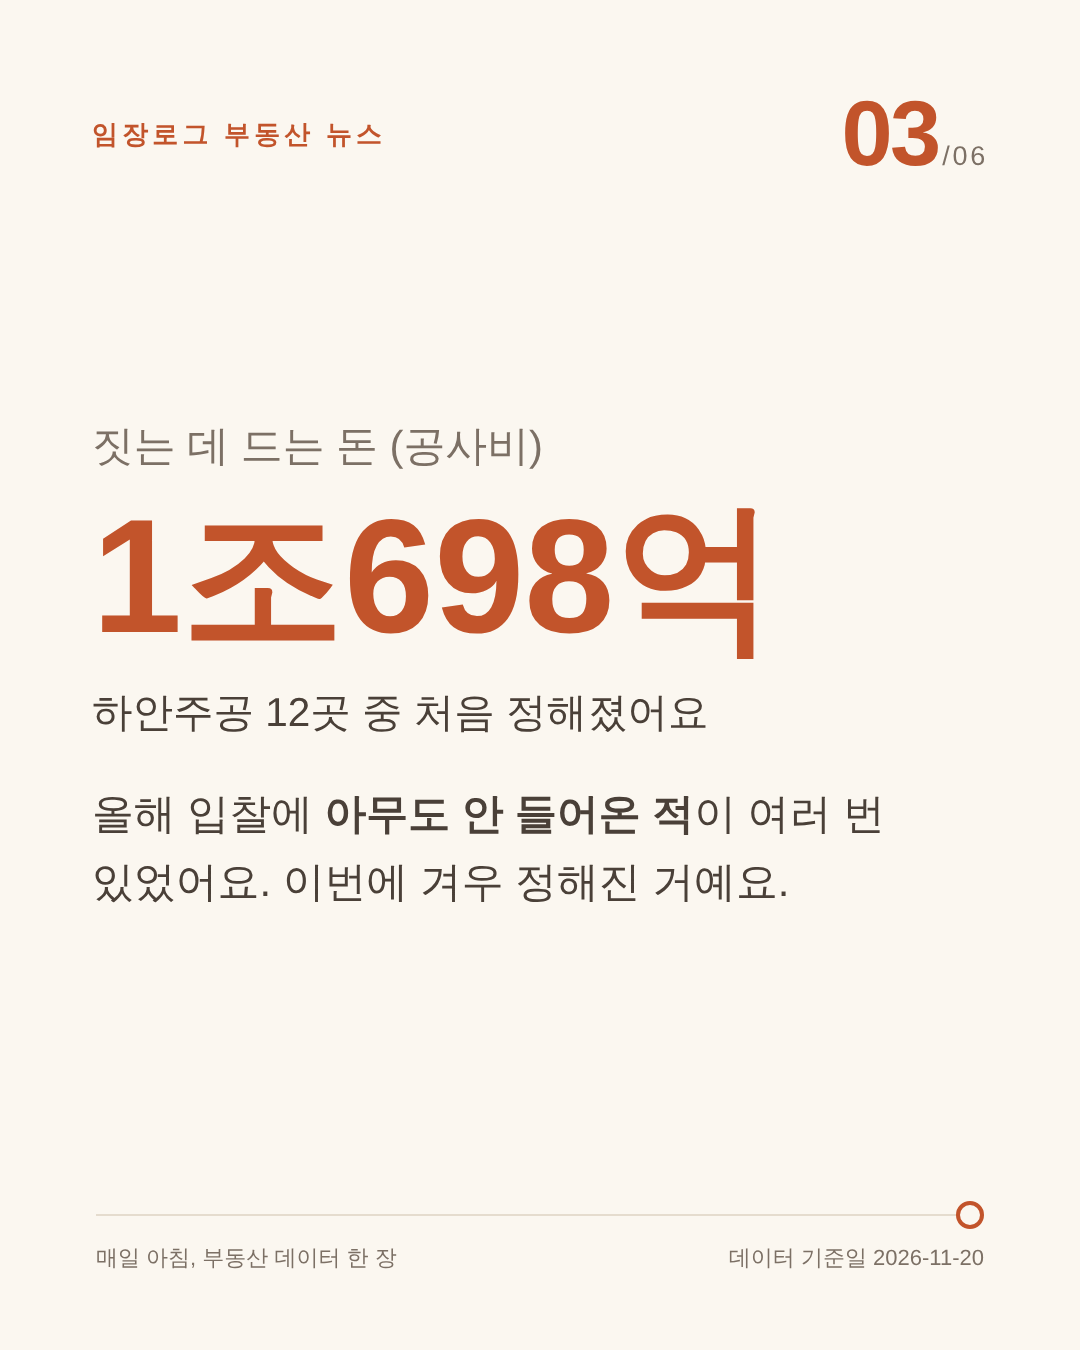 임장로그 부동산 뉴스
03/06
짓는 데 드는 돈 (공사비)
1조698억
하안주공 12곳 중 처음 정해졌어요
올해 입찰에 아무도 안 들어온 적이 여러 번
있었어요. 이번에 겨우 정해진 거예요.
매일 아침, 부동산 데이터 한 장
데이터 기준일 2026-11-20